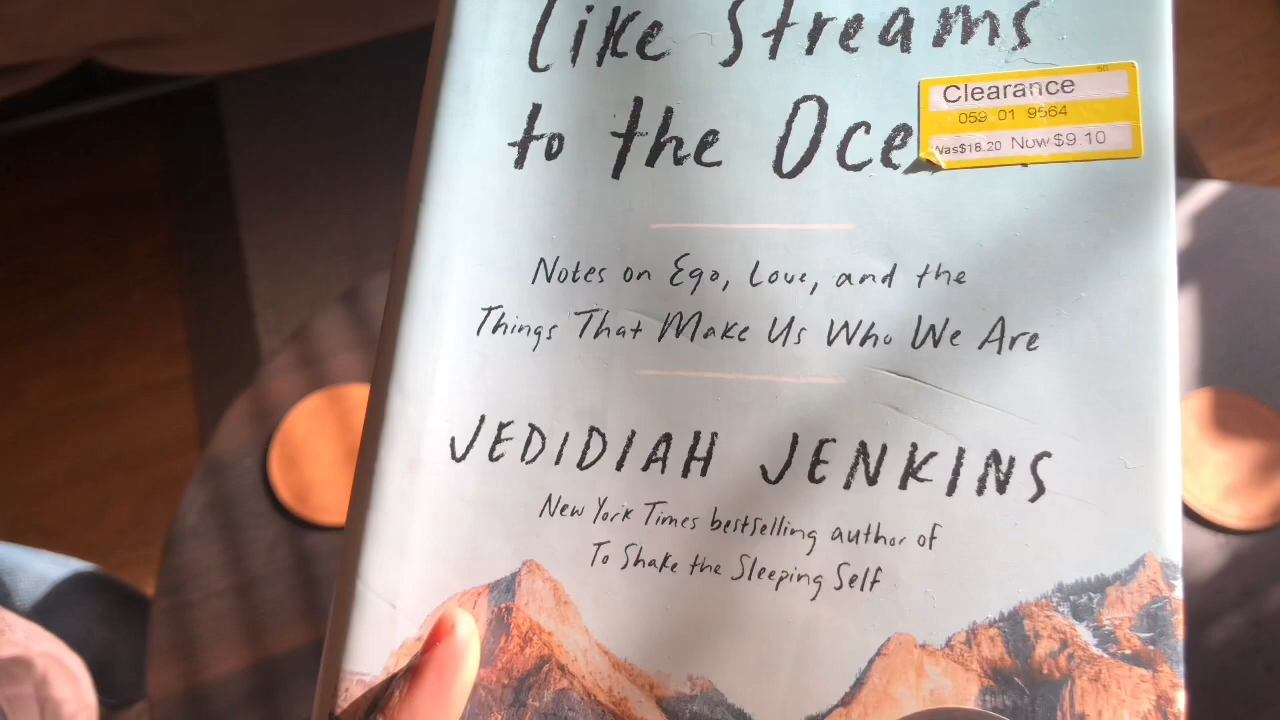 Like Streams
to the Oce
Clearance
059 01 9564
Was$18.20 Now $9.10
Notes on Ego, Love, and the
Things That Make Us Who We Are
JEDIDIAH JENKINS
New York Times bestselling author of
To Shake the Sleeping Self